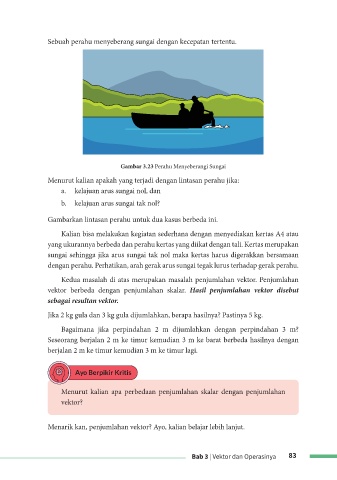 Sebuah perahu menyeberang sungai dengan kecepatan tertentu.
Gambar 3.23 Perahu Menyeberangi Sungai
Menurut kalian apakah yang terjadi dengan lintasan perahu jika:
a. kelajuan arus sungai nol, dan
b. kelajuan arus sungai tak nol?
Gambarkan lintasan perahu untuk dua kasus berbeda ini.
Kalian bisa melakukan kegiatan sederhana dengan menyediakan kertas A4 atau
yang ukurannya berbeda dan perahu kertas yang diikat dengan tali. Kertas merupakan
sungai sehingga jika arus sungai tak nol maka kertas harus digerakkan bersamaan
dengan perahu. Perhatikan, arah gerak arus sungai tegak lurus terhadap gerak perahu.
Kedua masalah di atas merupakan masalah penjumlahan vektor. Penjumlahan
vektor berbeda dengan penjumlahan skalar. Hasil penjumlahan vektor disebut
sebagai resultan vektor.
Jika 2 kg gula dan 3 kg gula dijumlahkan, berapa hasilnya? Pastinya 5 kg.
Bagaimana jika perpindahan 2 m dijumlahkan dengan perpindahan 3 m?
Seseorang berjalan 2 m ke timur kemudian 3 m ke barat berbeda hasilnya dengan
berjalan 2 m ke timur kemudian 3 m ke timur lagi.
Ayo Berpikir Kritis
Menurut kalian apa perbedaan penjumlahan skalar dengan penjumlahan
vektor?
Menarik kan, penjumlahan vektor? Ayo, kalian belajar lebih lanjut.
Bab 3 | Vektor dan Operasinya 83